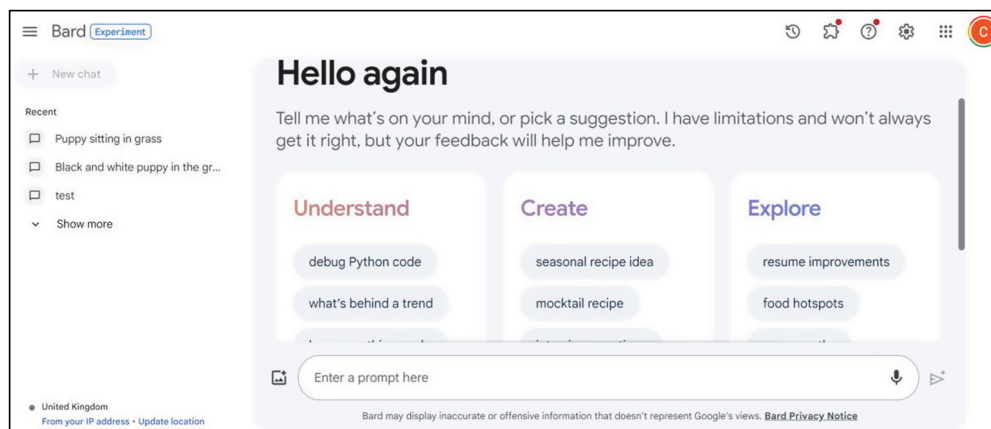 Bard Experiment
C
New chat
Recent
Puppy sitting in grass
Black and white puppy in the gr...
test
Show more
Hello again
Tell me what's on your mind, or pick a suggestion. I have limitations and won't always
get it right, but your feedback will help me improve.
Understand
debug Python code
what's behind a trend
Create
seasonal recipe idea
mocktail recipe
Explore
resume improvements
food hotspots
Enter a prompt here
Bard may display inaccurate or offensive information that doesn't represent Google's views. Bard Privacy Notice
United Kingdom
From your IP address • Update location